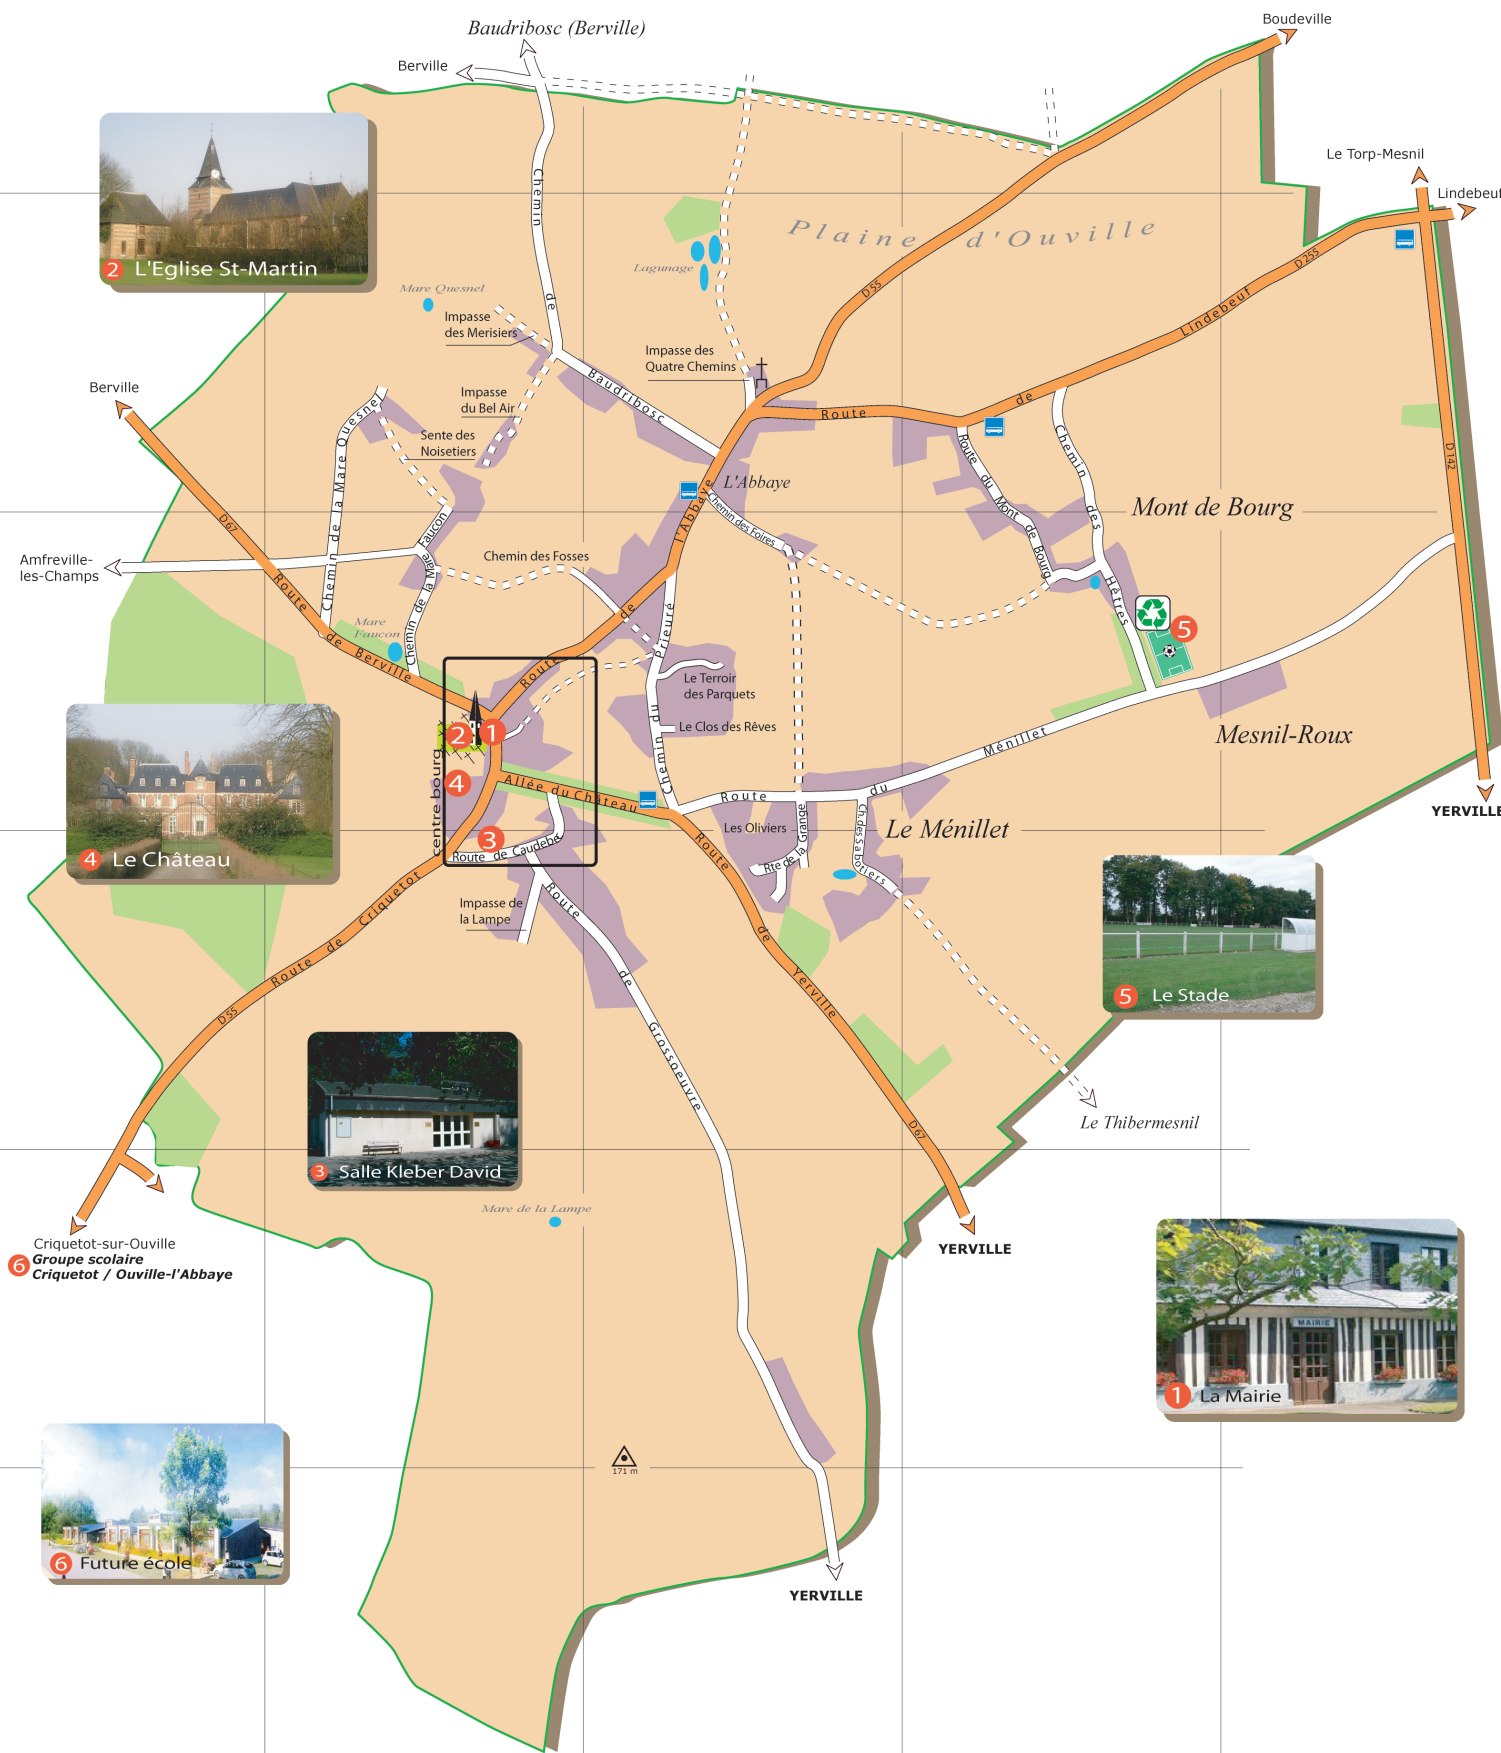 Baudribosc (Berville)
Boudeville
Berville
Le Torp-Mesnil
Lindebeuf
2 L'Eglise St-Martin
Chemin de Baudribosc
Plaine d'Ouville
Lagunage
D55
D255
Route de Lindebeuf
Mare Quesnel
Impasse
des Merisiers
Impasse des
Quatre Chemins
Berville
Impasse
du Bel Air
Sente des
Noisetiers
Chemin de la Mare Quesnel
D142
L'Abbaye
Route du Mont de Bourg
Chemin des Hêtres
Mont de Bourg
D67
Route de Berville
Chemin de la Mare Faucon
Chemin des Foires
Amfreville-
les-Champs
Chemin des Fosses
Route de l'Abbaye
Mare
Faucon
Chemin du Prieuré
5
Le Terroir
des Parquets
Le Clos des Rêves
2
1
4
3
centre bourg
Allée du Château
Route de Caudebec
Route du Ménillet
Mesnil-Roux
YERVILLE
4 Le Château
Les Oliviers
Rte de la Grange
Ch. des Sabotiers
Le Ménillet
Impasse de
la Lampe
Route de Criquetot
D55
Route de Grossoeuvre
Route de Yerville
D67
5 Le Stade
Le Thibermesnil
3 Salle Kleber David
Mare de la Lampe
Criquetot-sur-Ouville
6 Groupe scolaire
Criquetot / Ouville-l'Abbaye
YERVILLE
MAIRIE
1 La Mairie
171 m
6 Future école
YERVILLE